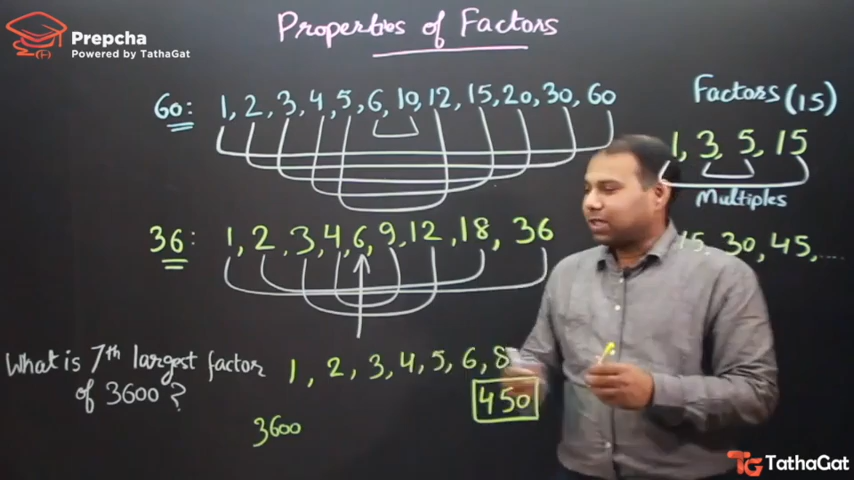 Properties of Factors
Prepcha
Powered by TathaGat
60: 1, 2, 3, 4, 5, 6, 10, 12, 15, 20, 30, 60
Factors (15)
1, 3, 5, 15
Multiples
36: 1, 2, 3, 4, 6, 9, 12, 18, 36
15, 30, 45, .....
What is 7th largest factor
of 3600 ?
1, 2, 3, 4, 5, 6, 8
450
3600
TG TathaGat